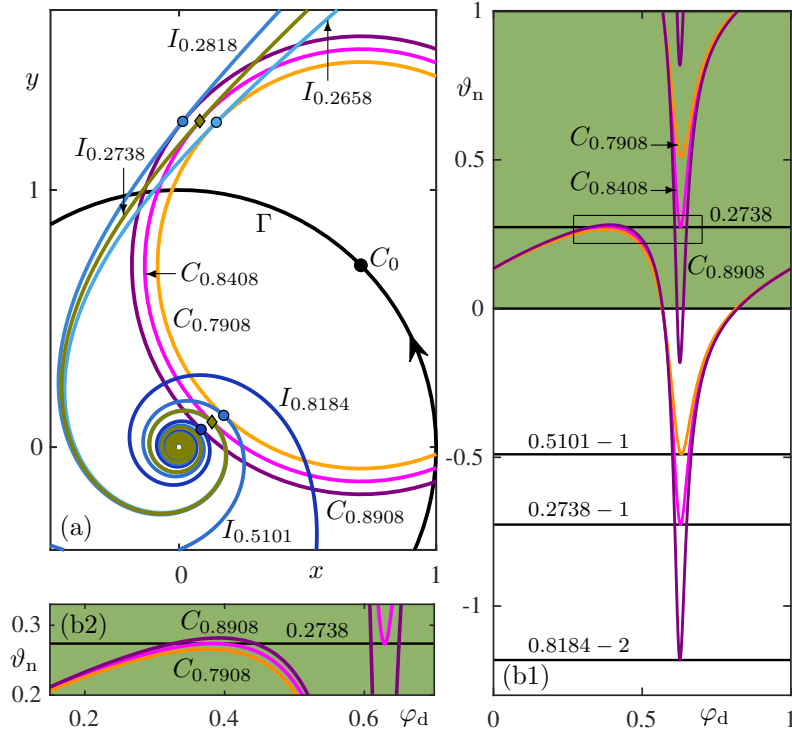 I_{0.2818}
y
I_{0.2658}
I_{0.2738}
1
Γ
C_0
C_{0.8408}
C_{0.7908}
I_{0.8184}
0
(a)
C_{0.8908}
I_{0.5101}
0
x
1
1
ϑ_n
C_{0.7908}
0.5
C_{0.8408}
0.2738
C_{0.8908}
0
0.5101 − 1
-0.5
0.2738 − 1
-1
0.8184 − 2
(b1)
0
0.5
φ_d
1
0.3
(b2)
C_{0.8908}
0.2738
ϑ_n
C_{0.7908}
0.2
0.2
0.4
0.6
φ_d